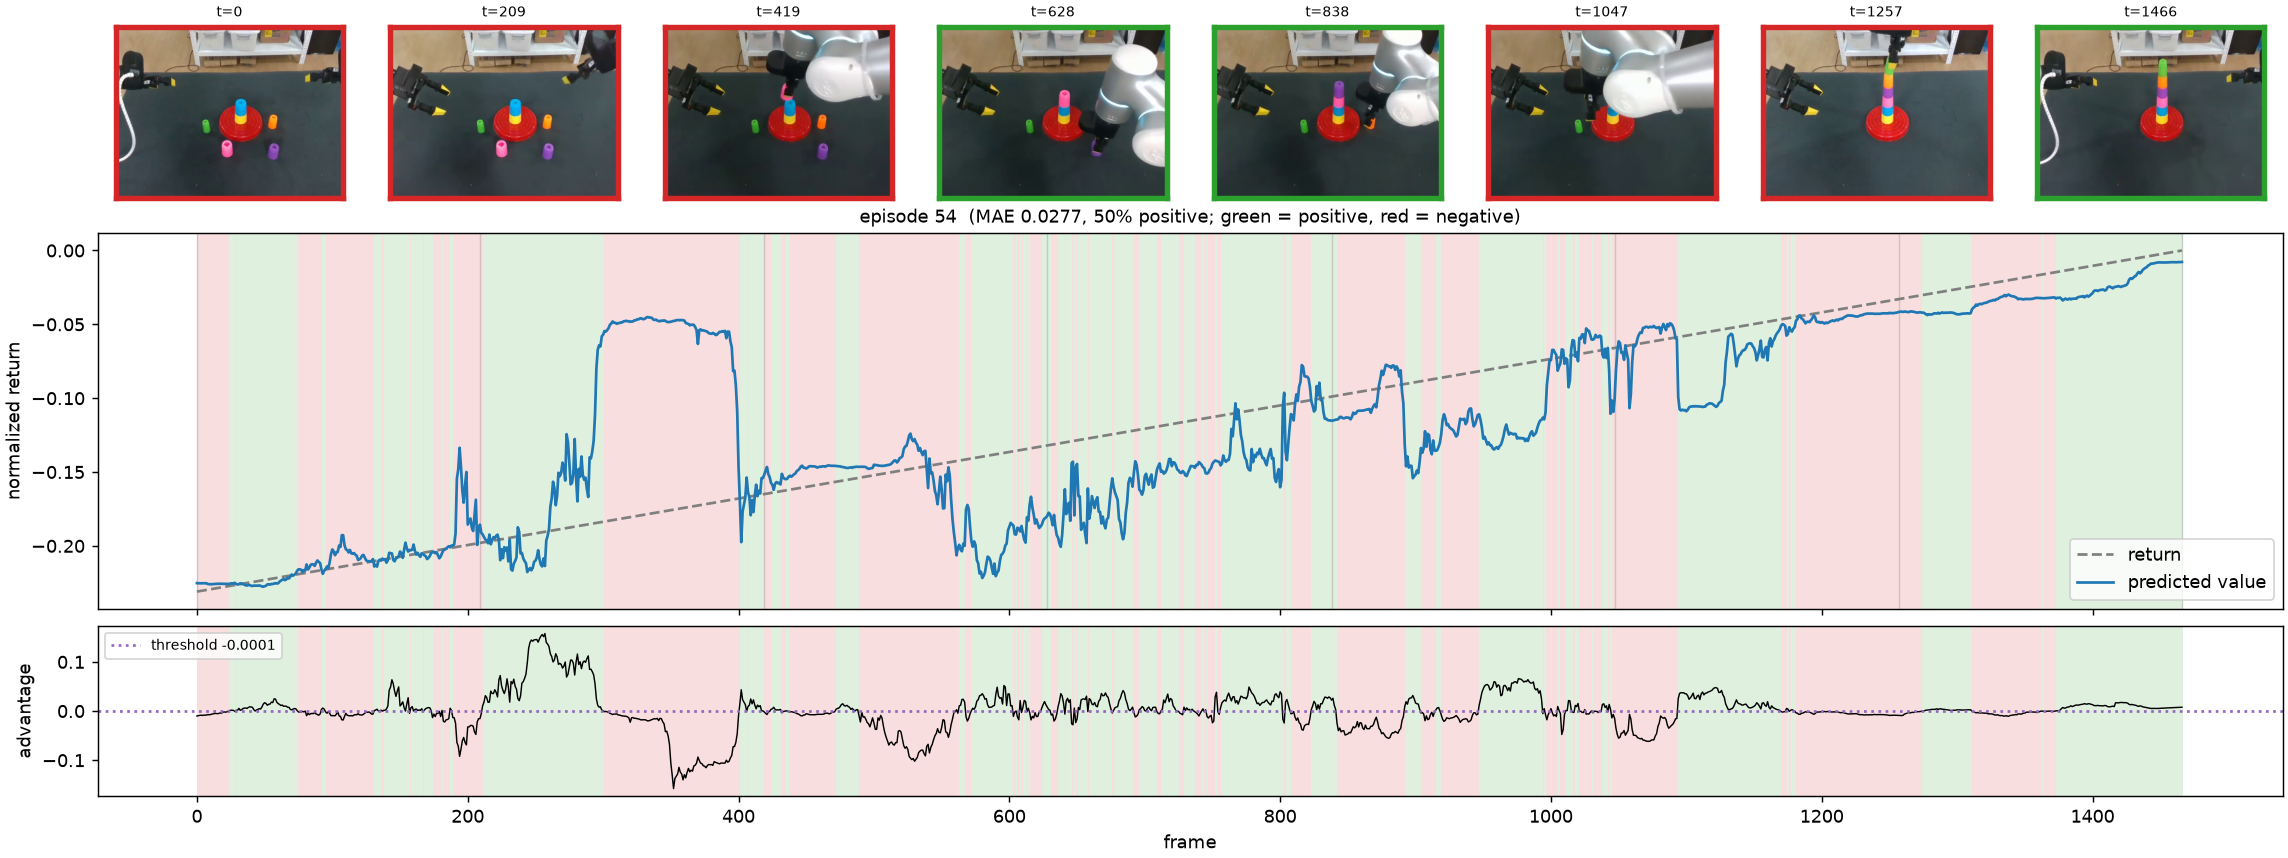 t=0
t=209
t=419
t=628
t=838
t=1047
t=1257
t=1466
episode 54  (MAE 0.0277, 50% positive; green = positive, red = negative)
normalized return
0.00
−0.05
−0.10
−0.15
−0.20
return
predicted value
advantage
0.1
0.0
−0.1
threshold -0.0001
0
200
400
600
800
1000
1200
1400
frame